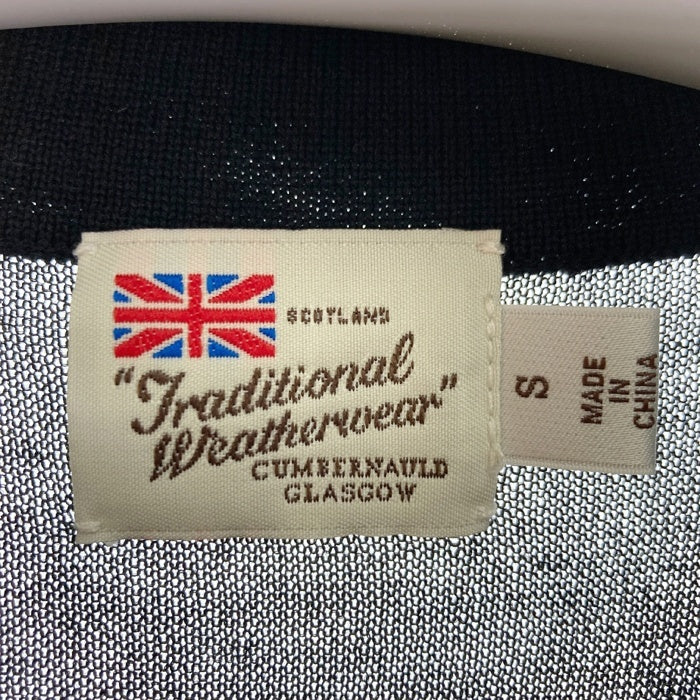 SCOTLAND
"Traditional
Weatherwear"
CUMBERNAULD
GLASGOW
S
MADE
IN
CHINA